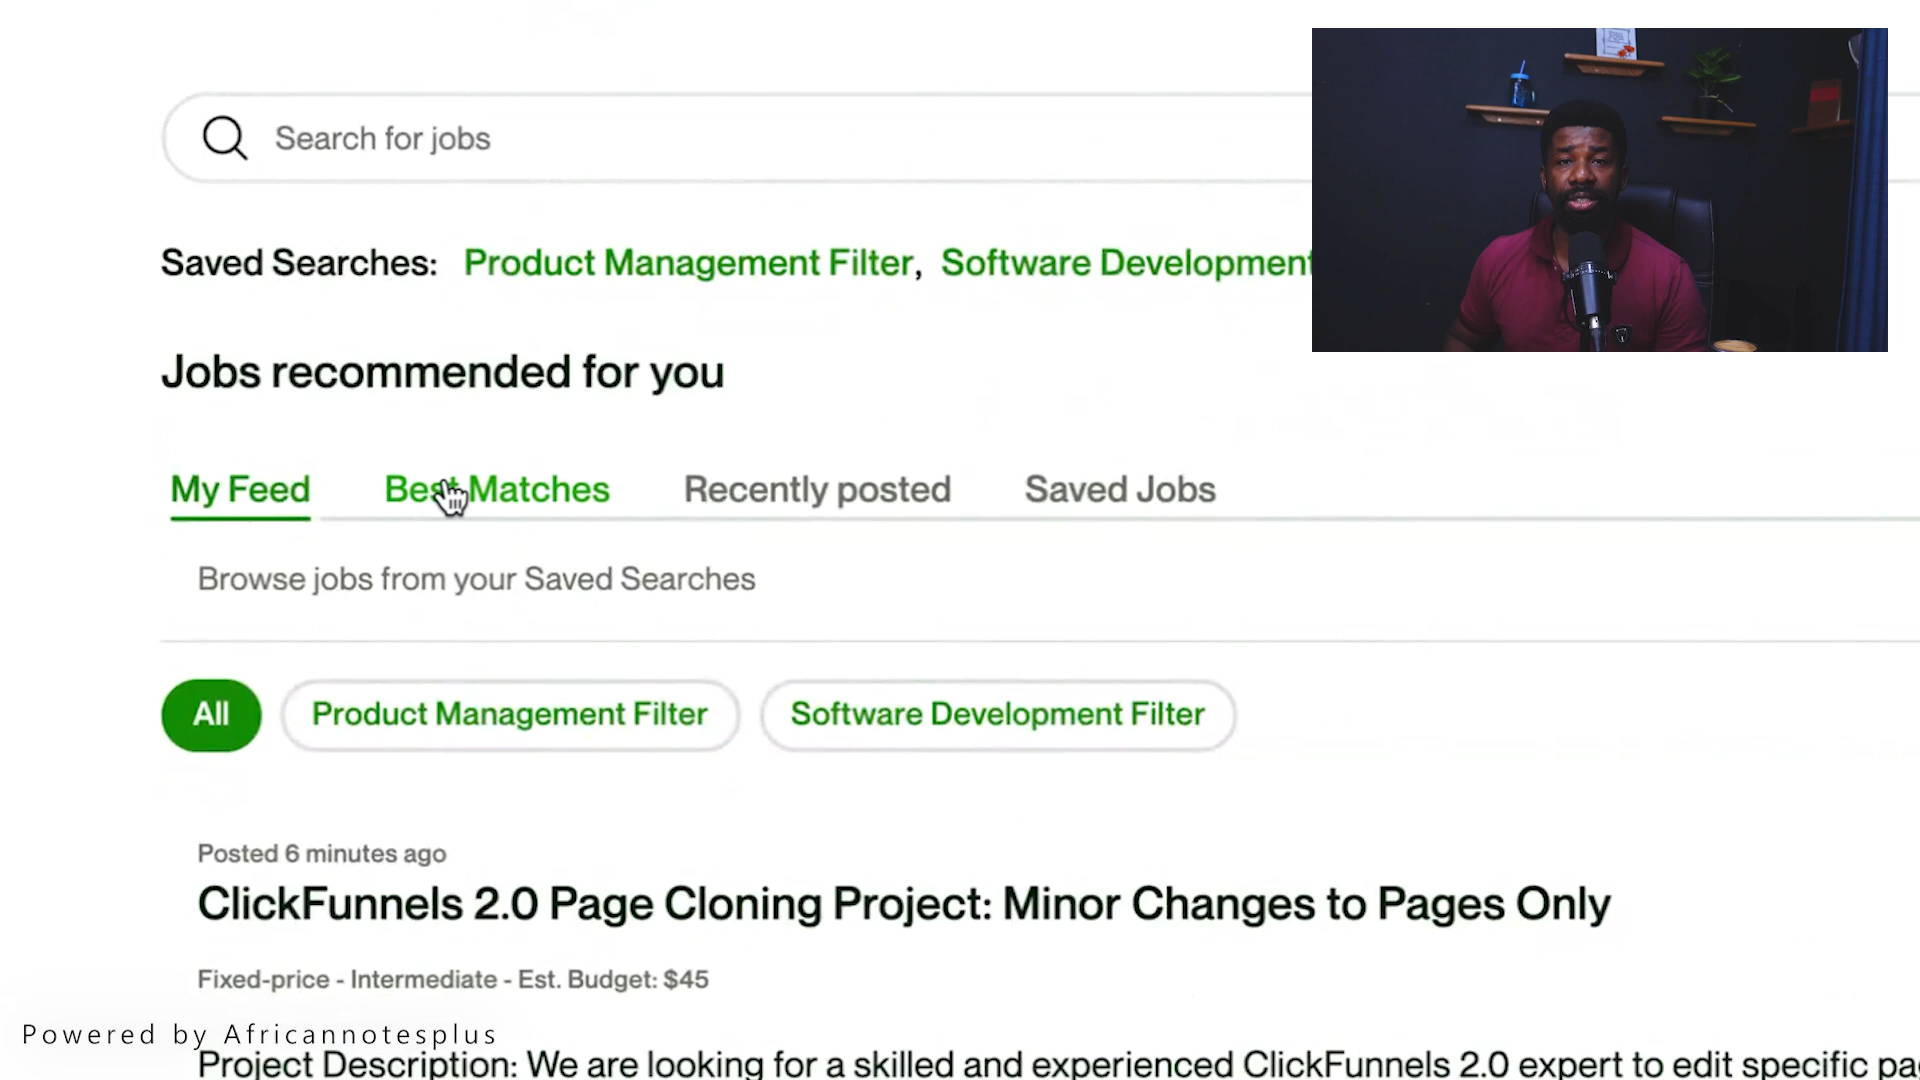 Search for jobs
Saved Searches: Product Management Filter, Software Development
Jobs recommended for you
My Feed Best Matches Recently posted Saved Jobs
Browse jobs from your Saved Searches
All Product Management Filter Software Development Filter
Posted 6 minutes ago
ClickFunnels 2.0 Page Cloning Project: Minor Changes to Pages Only
Fixed-price - Intermediate - Est. Budget: $45
Powered by Africannotesplus
Project Description: We are looking for a skilled and experienced ClickFunnels 2.0 expert to edit specific